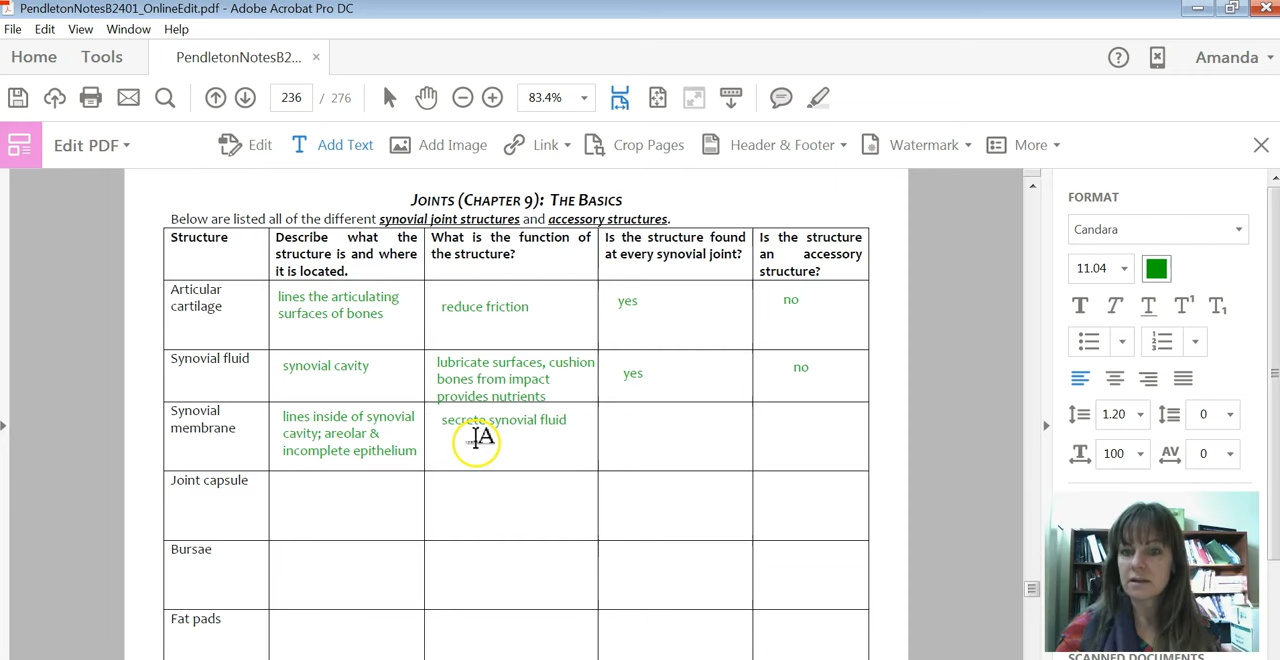 PendletonNotesB2401_OnlineEdit.pdf - Adobe Acrobat Pro DC
File Edit View Window Help
Home Tools PendletonNotesB2... × Amanda
236 / 276 83.4%
Edit PDF Edit Add Text Add Image Link Crop Pages Header & Footer Watermark More
JOINTS (CHAPTER 9): THE BASICS
Below are listed all of the different synovial joint structures and accessory structures.
Structure
Describe what the
structure is and where
it is located.
What is the function of
the structure?
Is the structure found
at every synovial joint?
Is the structure
an accessory
structure?
Articular
cartilage
lines the articulating
surfaces of bones
reduce friction
yes
no
Synovial fluid
synovial cavity
lubricate surfaces, cushion
bones from impact
provides nutrients
yes
no
Synovial
membrane
lines inside of synovial
cavity; areolar &
incomplete epithelium
secrete synovial fluid
Joint capsule
Bursae
Fat pads
FORMAT
Candara
11.04
T T T T¹ T₁
1.20 0
100 AV 0
SCANNED DOCUMENTS